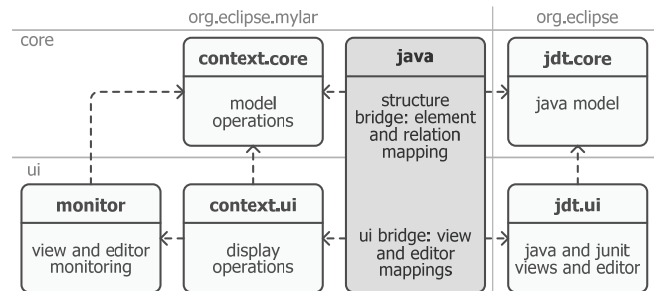 org.eclipse.mylar
org.eclipse
core
context.core
model
operations
java
structure
bridge: element
and relation
mapping
jdt.core
java model
ui
monitor
view and editor
monitoring
context.ui
display
operations
ui bridge: view
and editor
mappings
jdt.ui
java and junit
views and editor